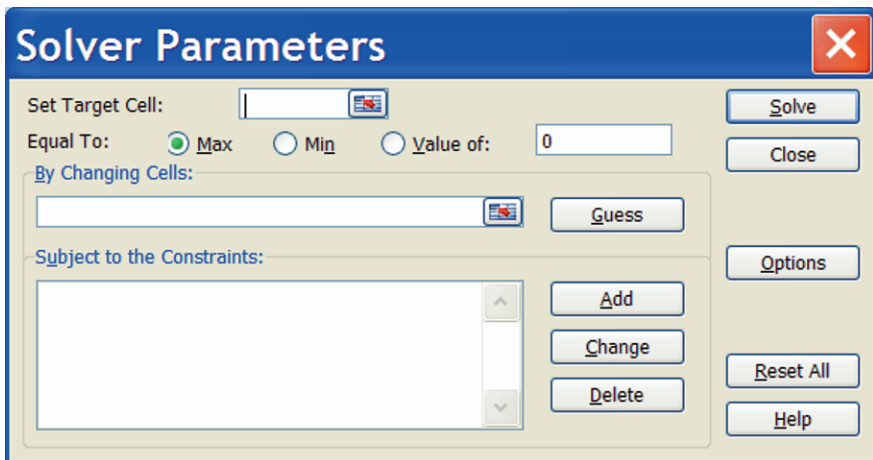 Solver Parameters
Set Target Cell:
Solve
Equal To: Max Min Value of: 0
Close
By Changing Cells:
Guess
Subject to the Constraints:
Options
Add
Change
Reset All
Delete
Help